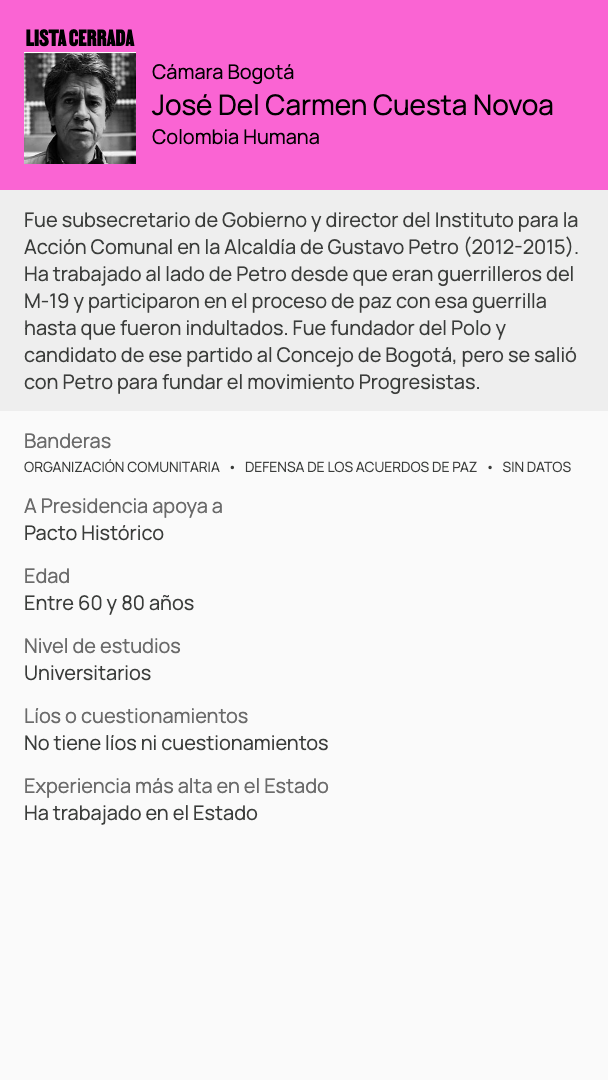 LISTA CERRADA
Cámara Bogotá
José Del Carmen Cuesta Novoa
Colombia Humana
Fue subsecretario de Gobierno y director del Instituto para la
Acción Comunal en la Alcaldía de Gustavo Petro (2012-2015).
Ha trabajado al lado de Petro desde que eran guerrilleros del
M-19 y participaron en el proceso de paz con esa guerrilla
hasta que fueron indultados. Fue fundador del Polo y
candidato de ese partido al Concejo de Bogotá, pero se salió
con Petro para fundar el movimiento Progresistas.
Banderas
ORGANIZACIÓN COMUNITARIA • DEFENSA DE LOS ACUERDOS DE PAZ • SIN DATOS
A Presidencia apoya a
Pacto Histórico
Edad
Entre 60 y 80 años
Nivel de estudios
Universitarios
Líos o cuestionamientos
No tiene líos ni cuestionamientos
Experiencia más alta en el Estado
Ha trabajado en el Estado